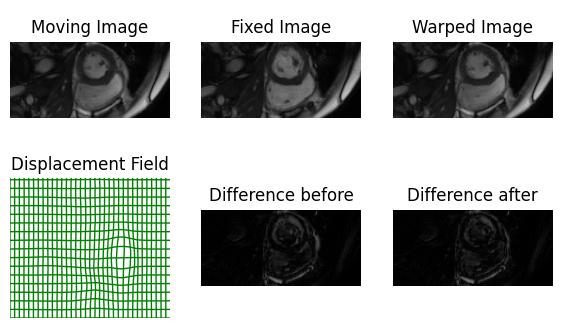 Moving Image
Fixed Image
Warped Image
Displacement Field
Difference before
Difference after